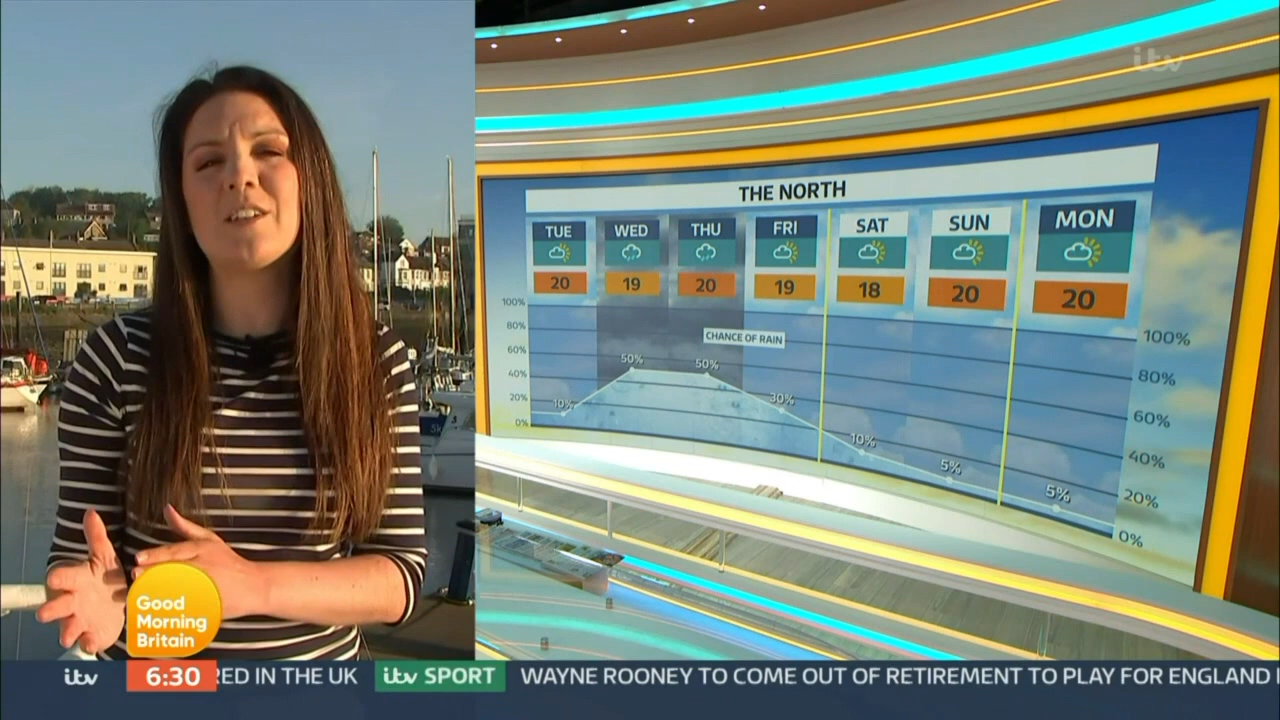 itv
THE NORTH
TUE WED THU FRI SAT SUN MON
20 19 20 19 18 20 20
CHANCE OF RAIN
100% 100%
80% 80%
60% 60%
40% 40%
20% 20%
0% 0%
10% 50% 50% 30% 10% 5% 5%
Good
Morning
Britain
itv 6:30 RED IN THE UK itv SPORT WAYNE ROONEY TO COME OUT OF RETIREMENT TO PLAY FOR ENGLAND